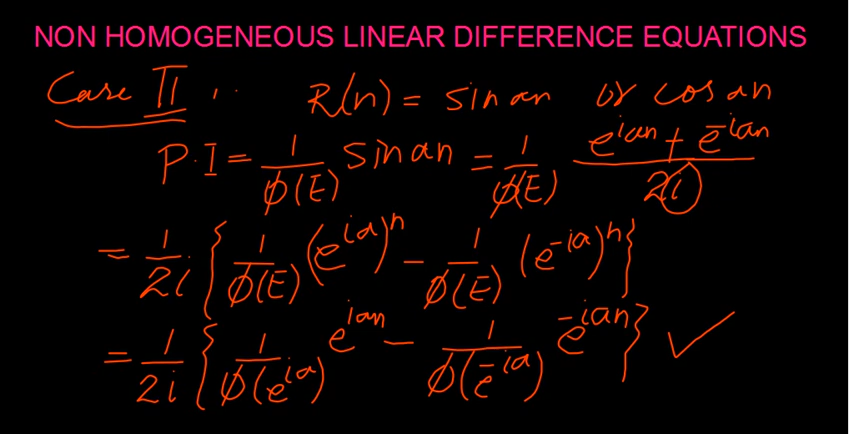 NON HOMOGENEOUS LINEAR DIFFERENCE EQUATIONS
Case II .. R(n) = sin an or cos an
P.I = 1/ϕ(E) sin an = 1/ϕ(E) (e^{ian} + e^{-ian})/2i
= 1/2i { 1/ϕ(E) (e^{ia})^n - 1/ϕ(E) (e^{-ia})^n }
= 1/2i { 1/ϕ(e^{ia}) e^{ian} - 1/ϕ(e^{-ia}) e^{-ian} } ✓